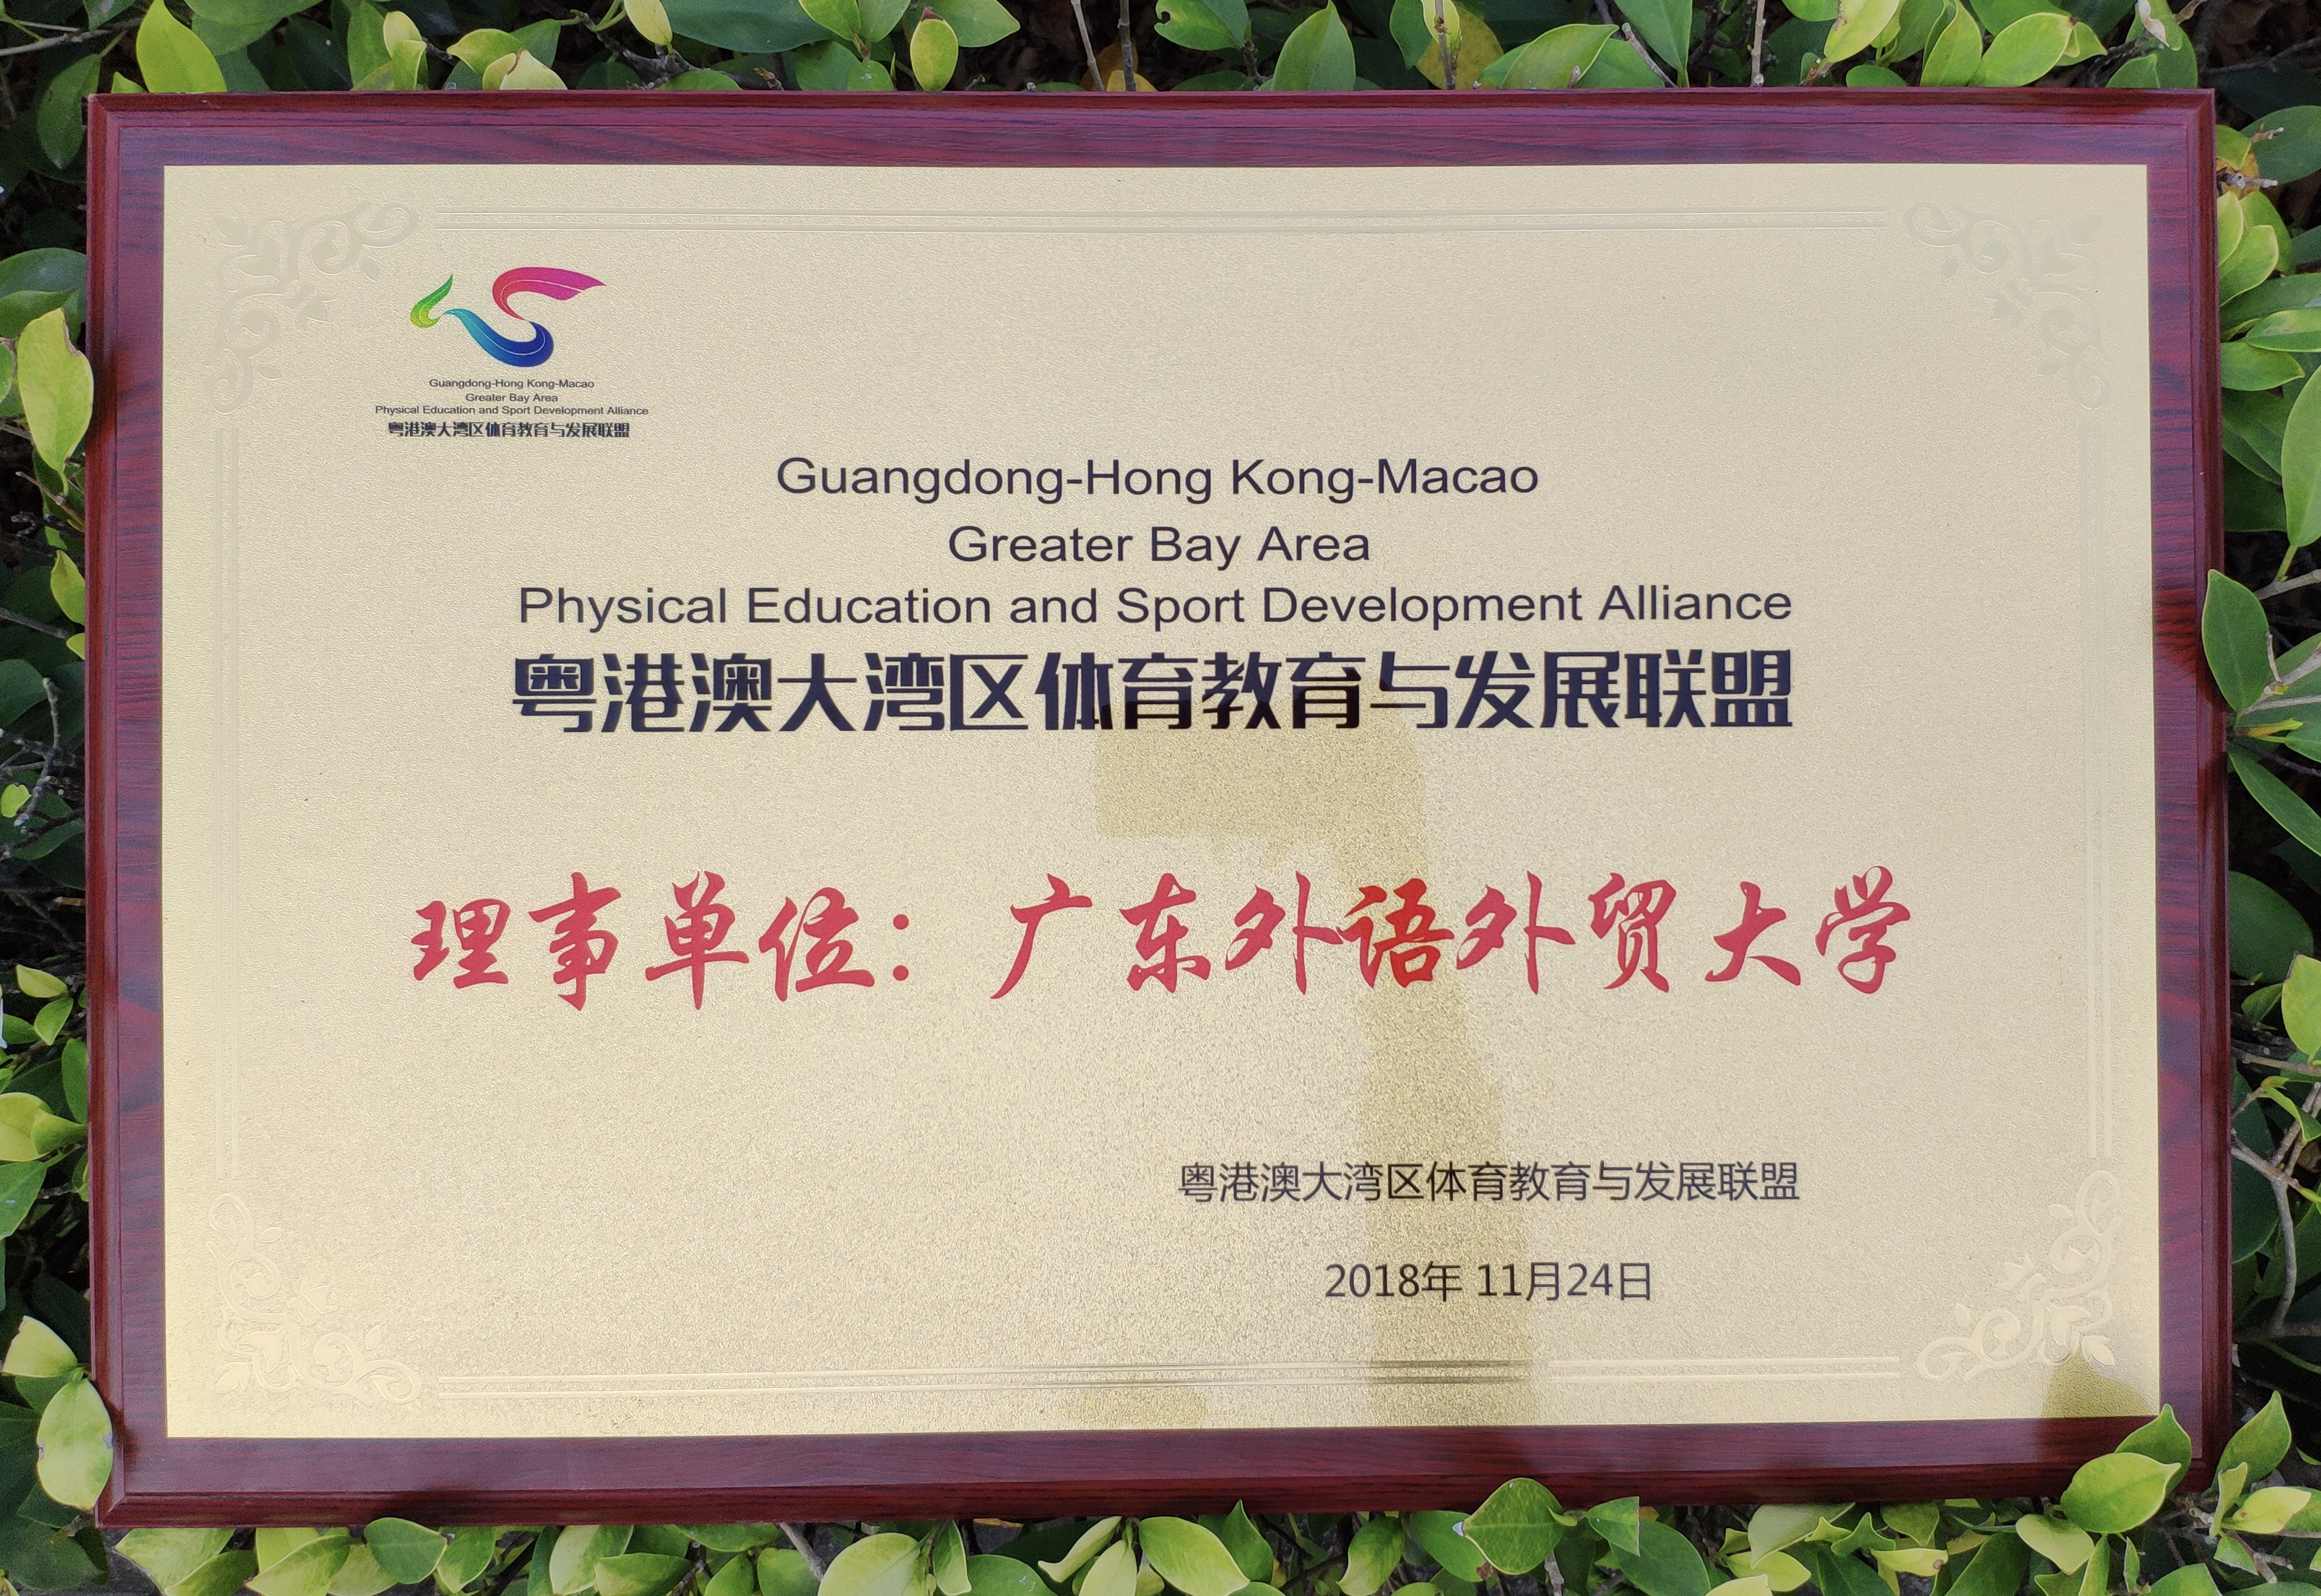 Guangdong-Hong Kong-Macao
Greater Bay Area
Physical Education and Sport Development Alliance
粤港澳大湾区体育教育与发展联盟
Guangdong-Hong Kong-Macao
Greater Bay Area
Physical Education and Sport Development Alliance
粤港澳大湾区体育教育与发展联盟
理事单位：广东外语外贸大学
粤港澳大湾区体育教育与发展联盟
2018年 11月24日